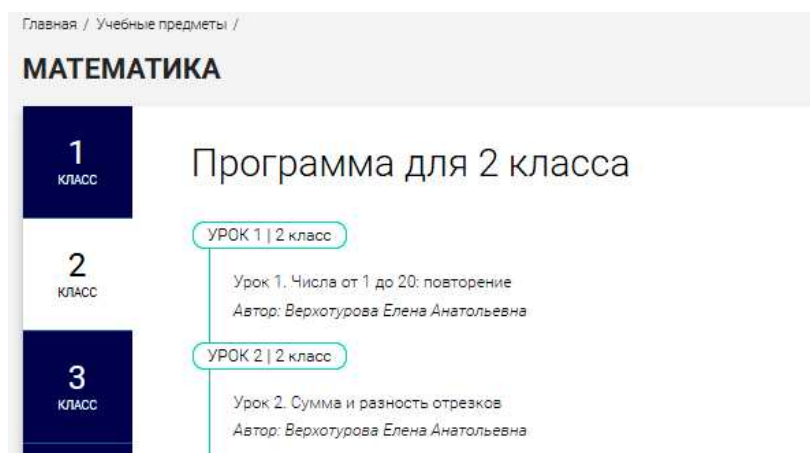 Главная / Учебные предметы /
МАТЕМАТИКА
1
КЛАСС
2
КЛАСС
3
КЛАСС
Программа для 2 класса
УРОК 1 | 2 класс
Урок 1. Числа от 1 до 20: повторение
Автор: Верхотурова Елена Анатольевна
УРОК 2 | 2 класс
Урок 2. Сумма и разность отрезков
Автор: Верхотурова Елена Анатольевна